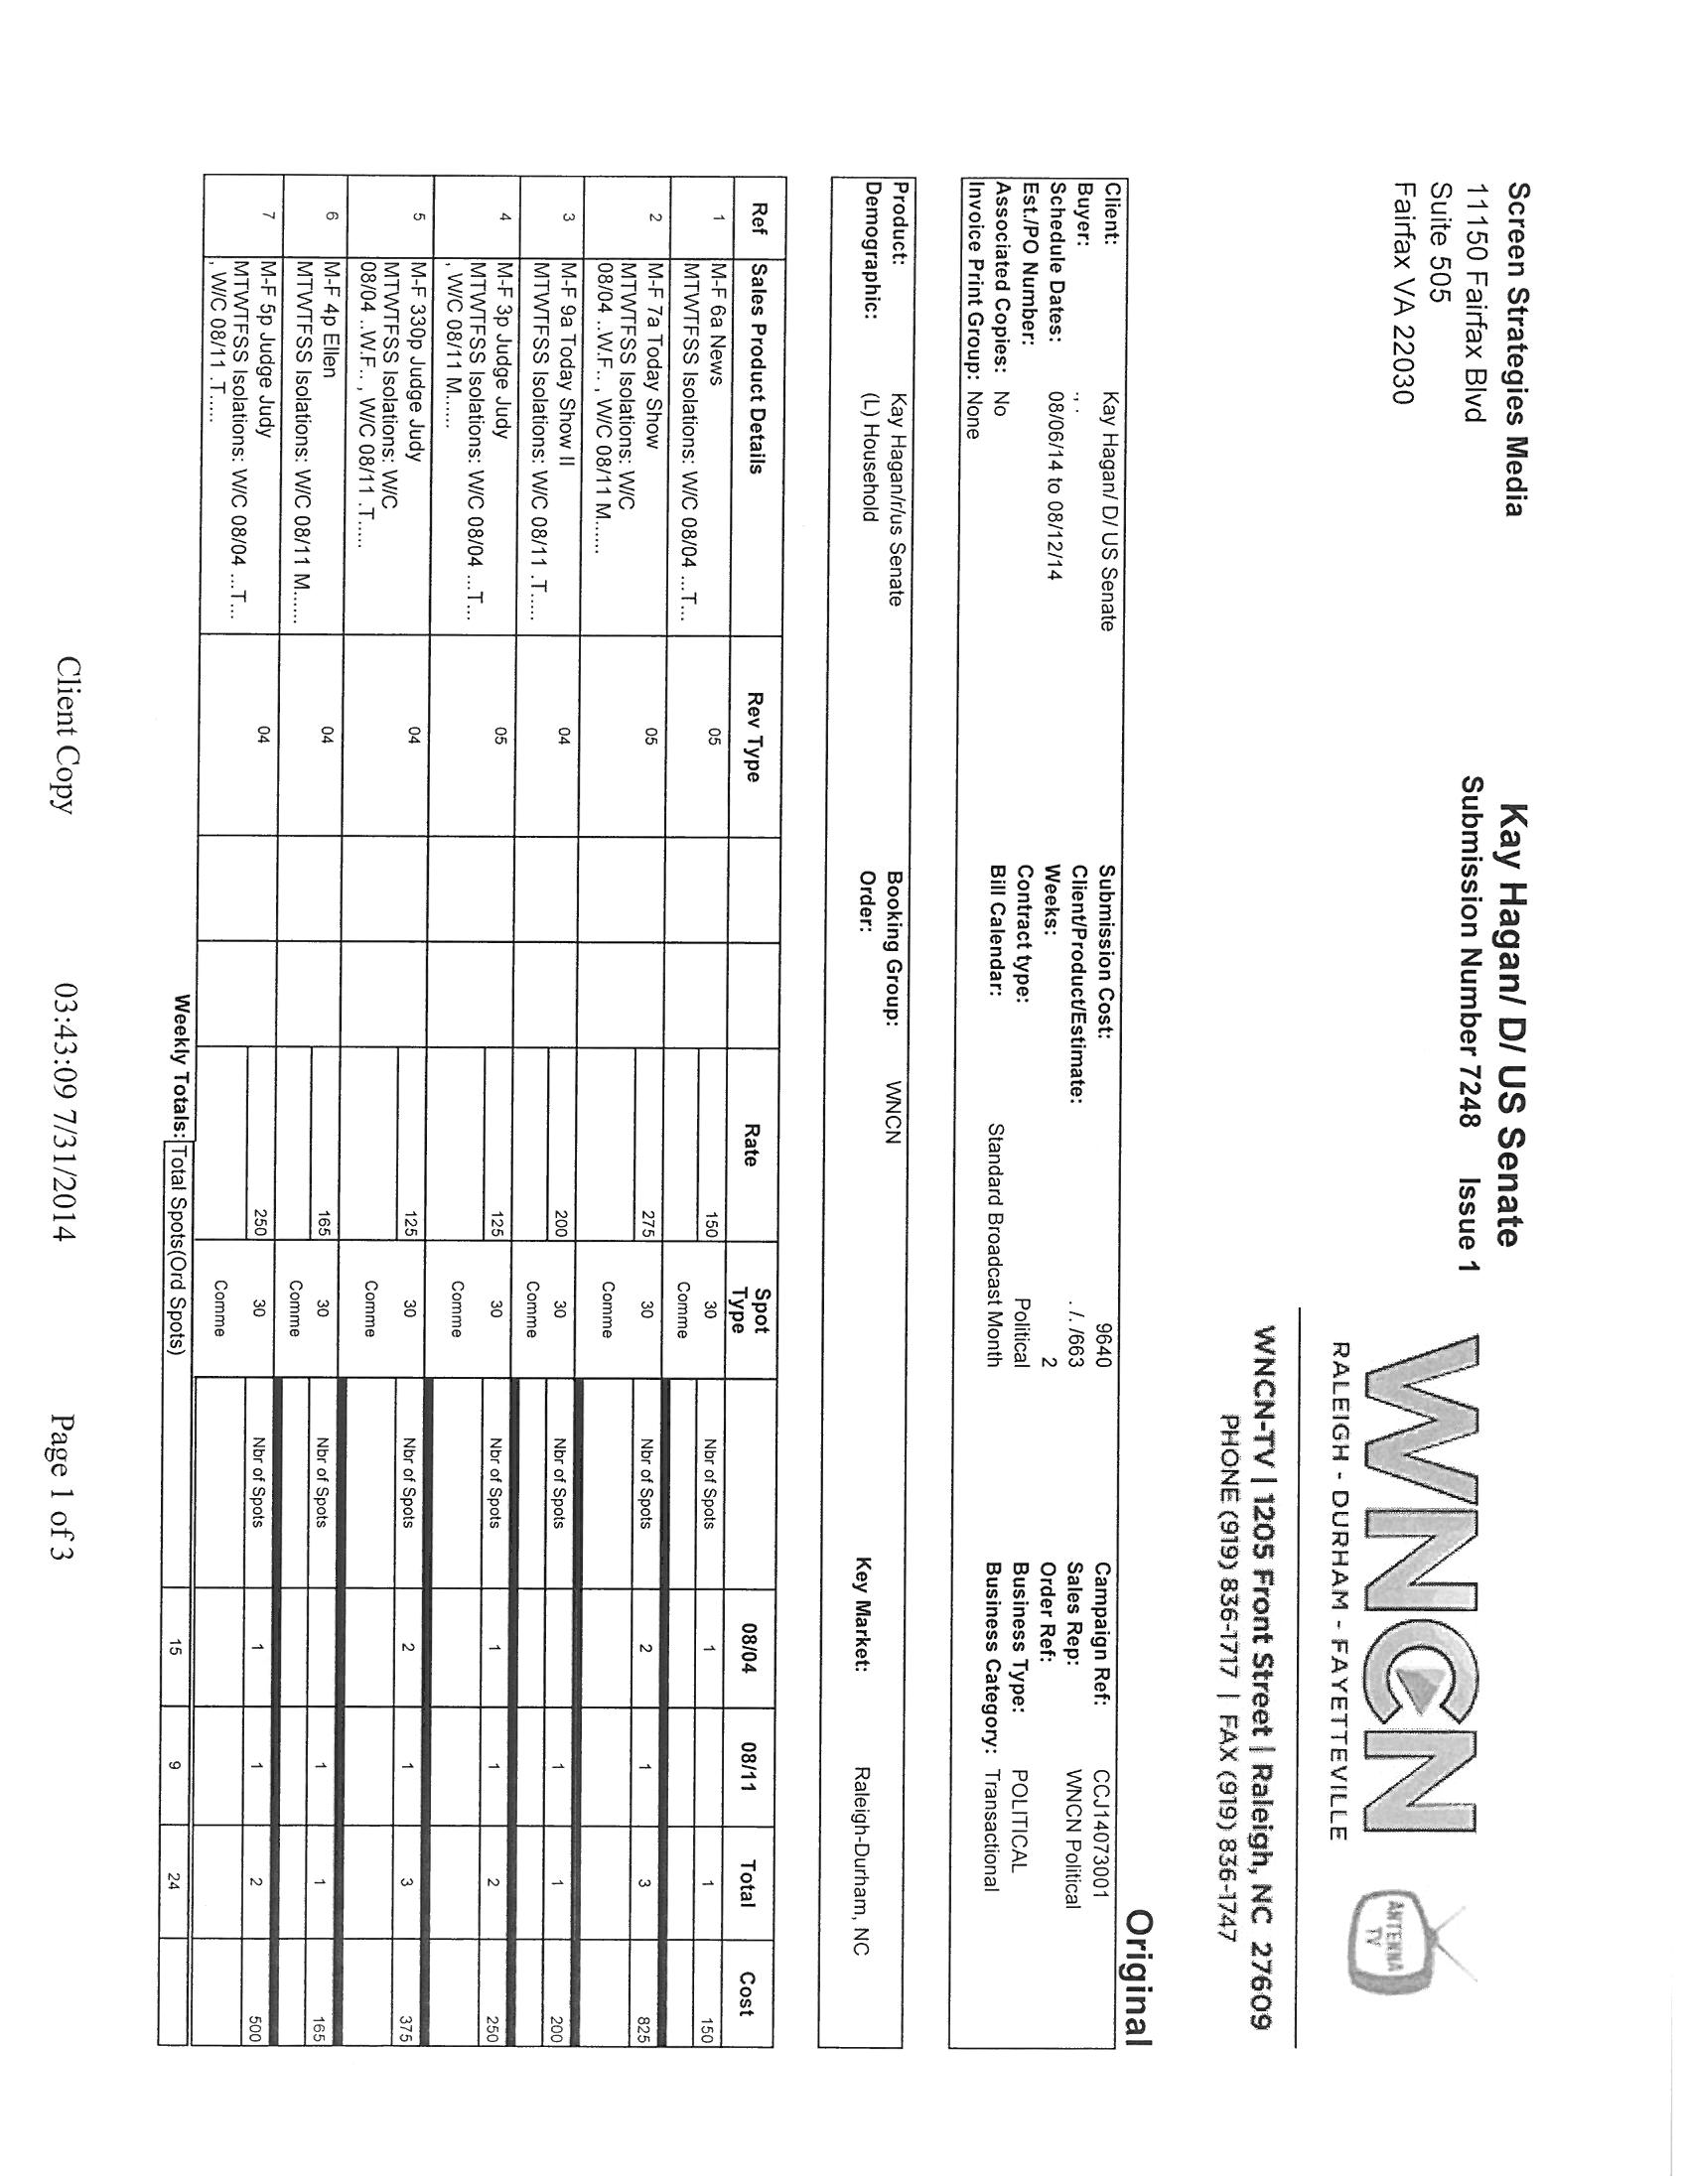 Screen Strategies Media
11150 Fairfax Blvd
Suite 505
Fairfax VA 22030
Kay Hagan/ D/ US Senate
Submission Number 7248 Issue 1
WNCN
RALEIGH - DURHAM - FAYETTEVILLE
ANTENNA
TV
WNCN-TV | 1205 Front Street | Raleigh, NC 27609
PHONE (919) 836-1717 | FAX (919) 836-1747
Original
Client: Kay Hagan/ D/ US Senate Submission Cost: 9640 Campaign Ref: CCJ14073001
Buyer: ., . Client/Product/Estimate: . /. /663 Sales Rep: WNCN Political
Schedule Dates: 08/06/14 to 08/12/14 Weeks: 2 Order Ref:
Est./PO Number: Contract type: Political Business Type: POLITICAL
Associated Copies: No Bill Calendar: Standard Broadcast Month Business Category: Transactional
Invoice Print Group: None
Product: Kay Hagan/r/us Senate Booking Group: WNCN
Demographic: (L) Household Order: Key Market: Raleigh-Durham, NC
Ref Sales Product Details Rev Type Rate Spot Type 08/04 08/11 Total Cost
1 M-F 6a News 05 150 30 Nbr of Spots 1 1 150
MTWTFSS Isolations: W/C 08/04 ...T... Comme
2 M-F 7a Today Show 05 275 30 Nbr of Spots 2 1 3 825
MTWTFSS Isolations: W/C
08/04 ..W.F.. , W/C 08/11 M...... Comme
3 M-F 9a Today Show II 04 200 30 Nbr of Spots 1 1 200
MTWTFSS Isolations: W/C 08/11 .T..... Comme
4 M-F 3p Judge Judy 05 125 30 Nbr of Spots 1 1 2 250
MTWTFSS Isolations: W/C 08/04 ...T...
, W/C 08/11 M...... Comme
5 M-F 330p Judge Judy 04 125 30 Nbr of Spots 2 1 3 375
MTWTFSS Isolations: W/C
08/04 ..W.F.. , W/C 08/11 .T..... Comme
6 M-F 4p Ellen 04 165 30 Nbr of Spots 1 1 165
MTWTFSS Isolations: W/C 08/11 M...... Comme
7 M-F 5p Judge Judy 04 250 30 Nbr of Spots 1 1 2 500
MTWTFSS Isolations: W/C 08/04 ...T...
, W/C 08/11 .T..... Comme
Weekly Totals: Total Spots(Ord Spots) 15 9 24
Client Copy 03:43:09 7/31/2014 Page 1 of 3